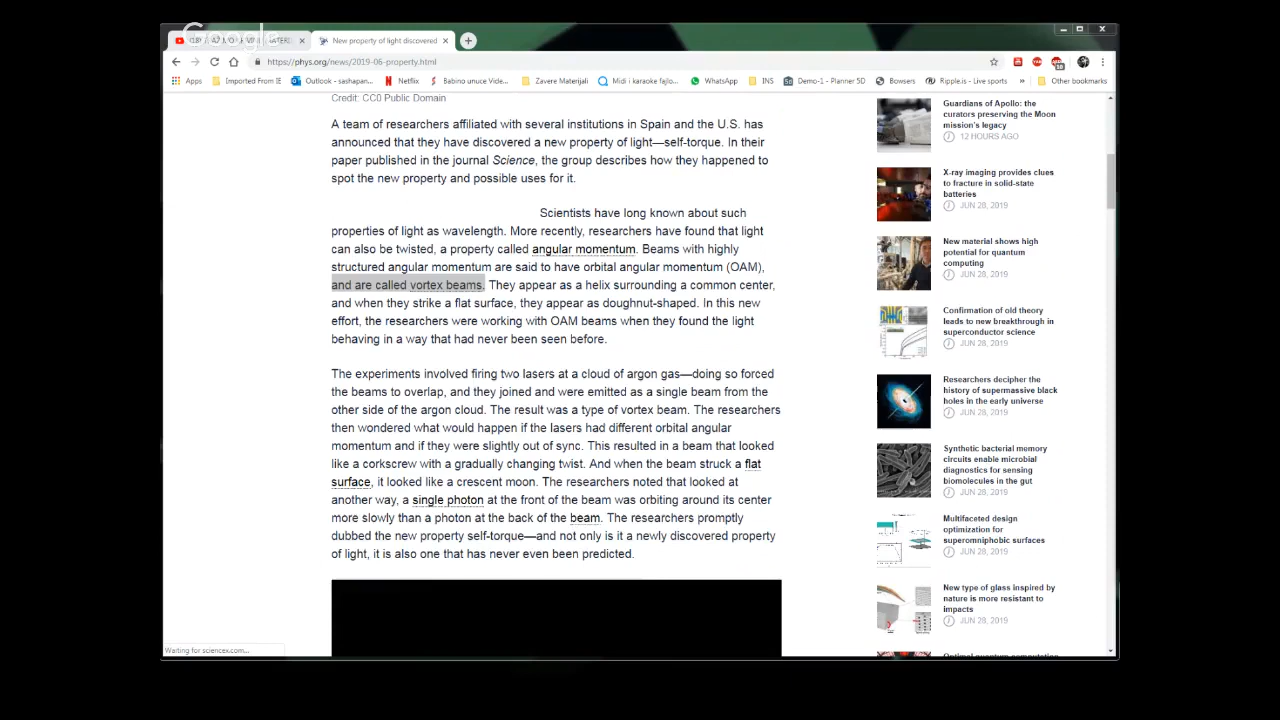 Google
New property of light discovered
https://phys.org/news/2019-06-property.html
Apps Imported From IE Outlook - sashapan... Netflix Babino unuce Vide... Zavere Materijali Midi i karaoke fajlo... WhatsApp INS Demo-1 - Planner 5D Bowsers Ripple.is - Live sports » Other bookmarks
Credit: CC0 Public Domain
A team of researchers affiliated with several institutions in Spain and the U.S. has
announced that they have discovered a new property of light—self-torque. In their
paper published in the journal Science, the group describes how they happened to
spot the new property and possible uses for it.
Scientists have long known about such
properties of light as wavelength. More recently, researchers have found that light
can also be twisted, a property called angular momentum. Beams with highly
structured angular momentum are said to have orbital angular momentum (OAM),
and are called vortex beams. They appear as a helix surrounding a common center,
and when they strike a flat surface, they appear as doughnut-shaped. In this new
effort, the researchers were working with OAM beams when they found the light
behaving in a way that had never been seen before.
The experiments involved firing two lasers at a cloud of argon gas—doing so forced
the beams to overlap, and they joined and were emitted as a single beam from the
other side of the argon cloud. The result was a type of vortex beam. The researchers
then wondered what would happen if the lasers had different orbital angular
momentum and if they were slightly out of sync. This resulted in a beam that looked
like a corkscrew with a gradually changing twist. And when the beam struck a flat
surface, it looked like a crescent moon. The researchers noted that looked at
another way, a single photon at the front of the beam was orbiting around its center
more slowly than a photon at the back of the beam. The researchers promptly
dubbed the new property self-torque—and not only is it a newly discovered property
of light, it is also one that has never even been predicted.
Guardians of Apollo: the
curators preserving the Moon
mission's legacy
12 HOURS AGO
X-ray imaging provides clues
to fracture in solid-state
batteries
JUN 28, 2019
New material shows high
potential for quantum
computing
JUN 28, 2019
Confirmation of old theory
leads to new breakthrough in
superconductor science
JUN 28, 2019
Researchers decipher the
history of supermassive black
holes in the early universe
JUN 28, 2019
Synthetic bacterial memory
circuits enable microbial
diagnostics for sensing
biomolecules in the gut
JUN 28, 2019
Multifaceted design
optimization for
superomniphobic surfaces
JUN 28, 2019
New type of glass inspired by
nature is more resistant to
impacts
JUN 28, 2019
Optimal quantum computation
Waiting for sciencex.com...